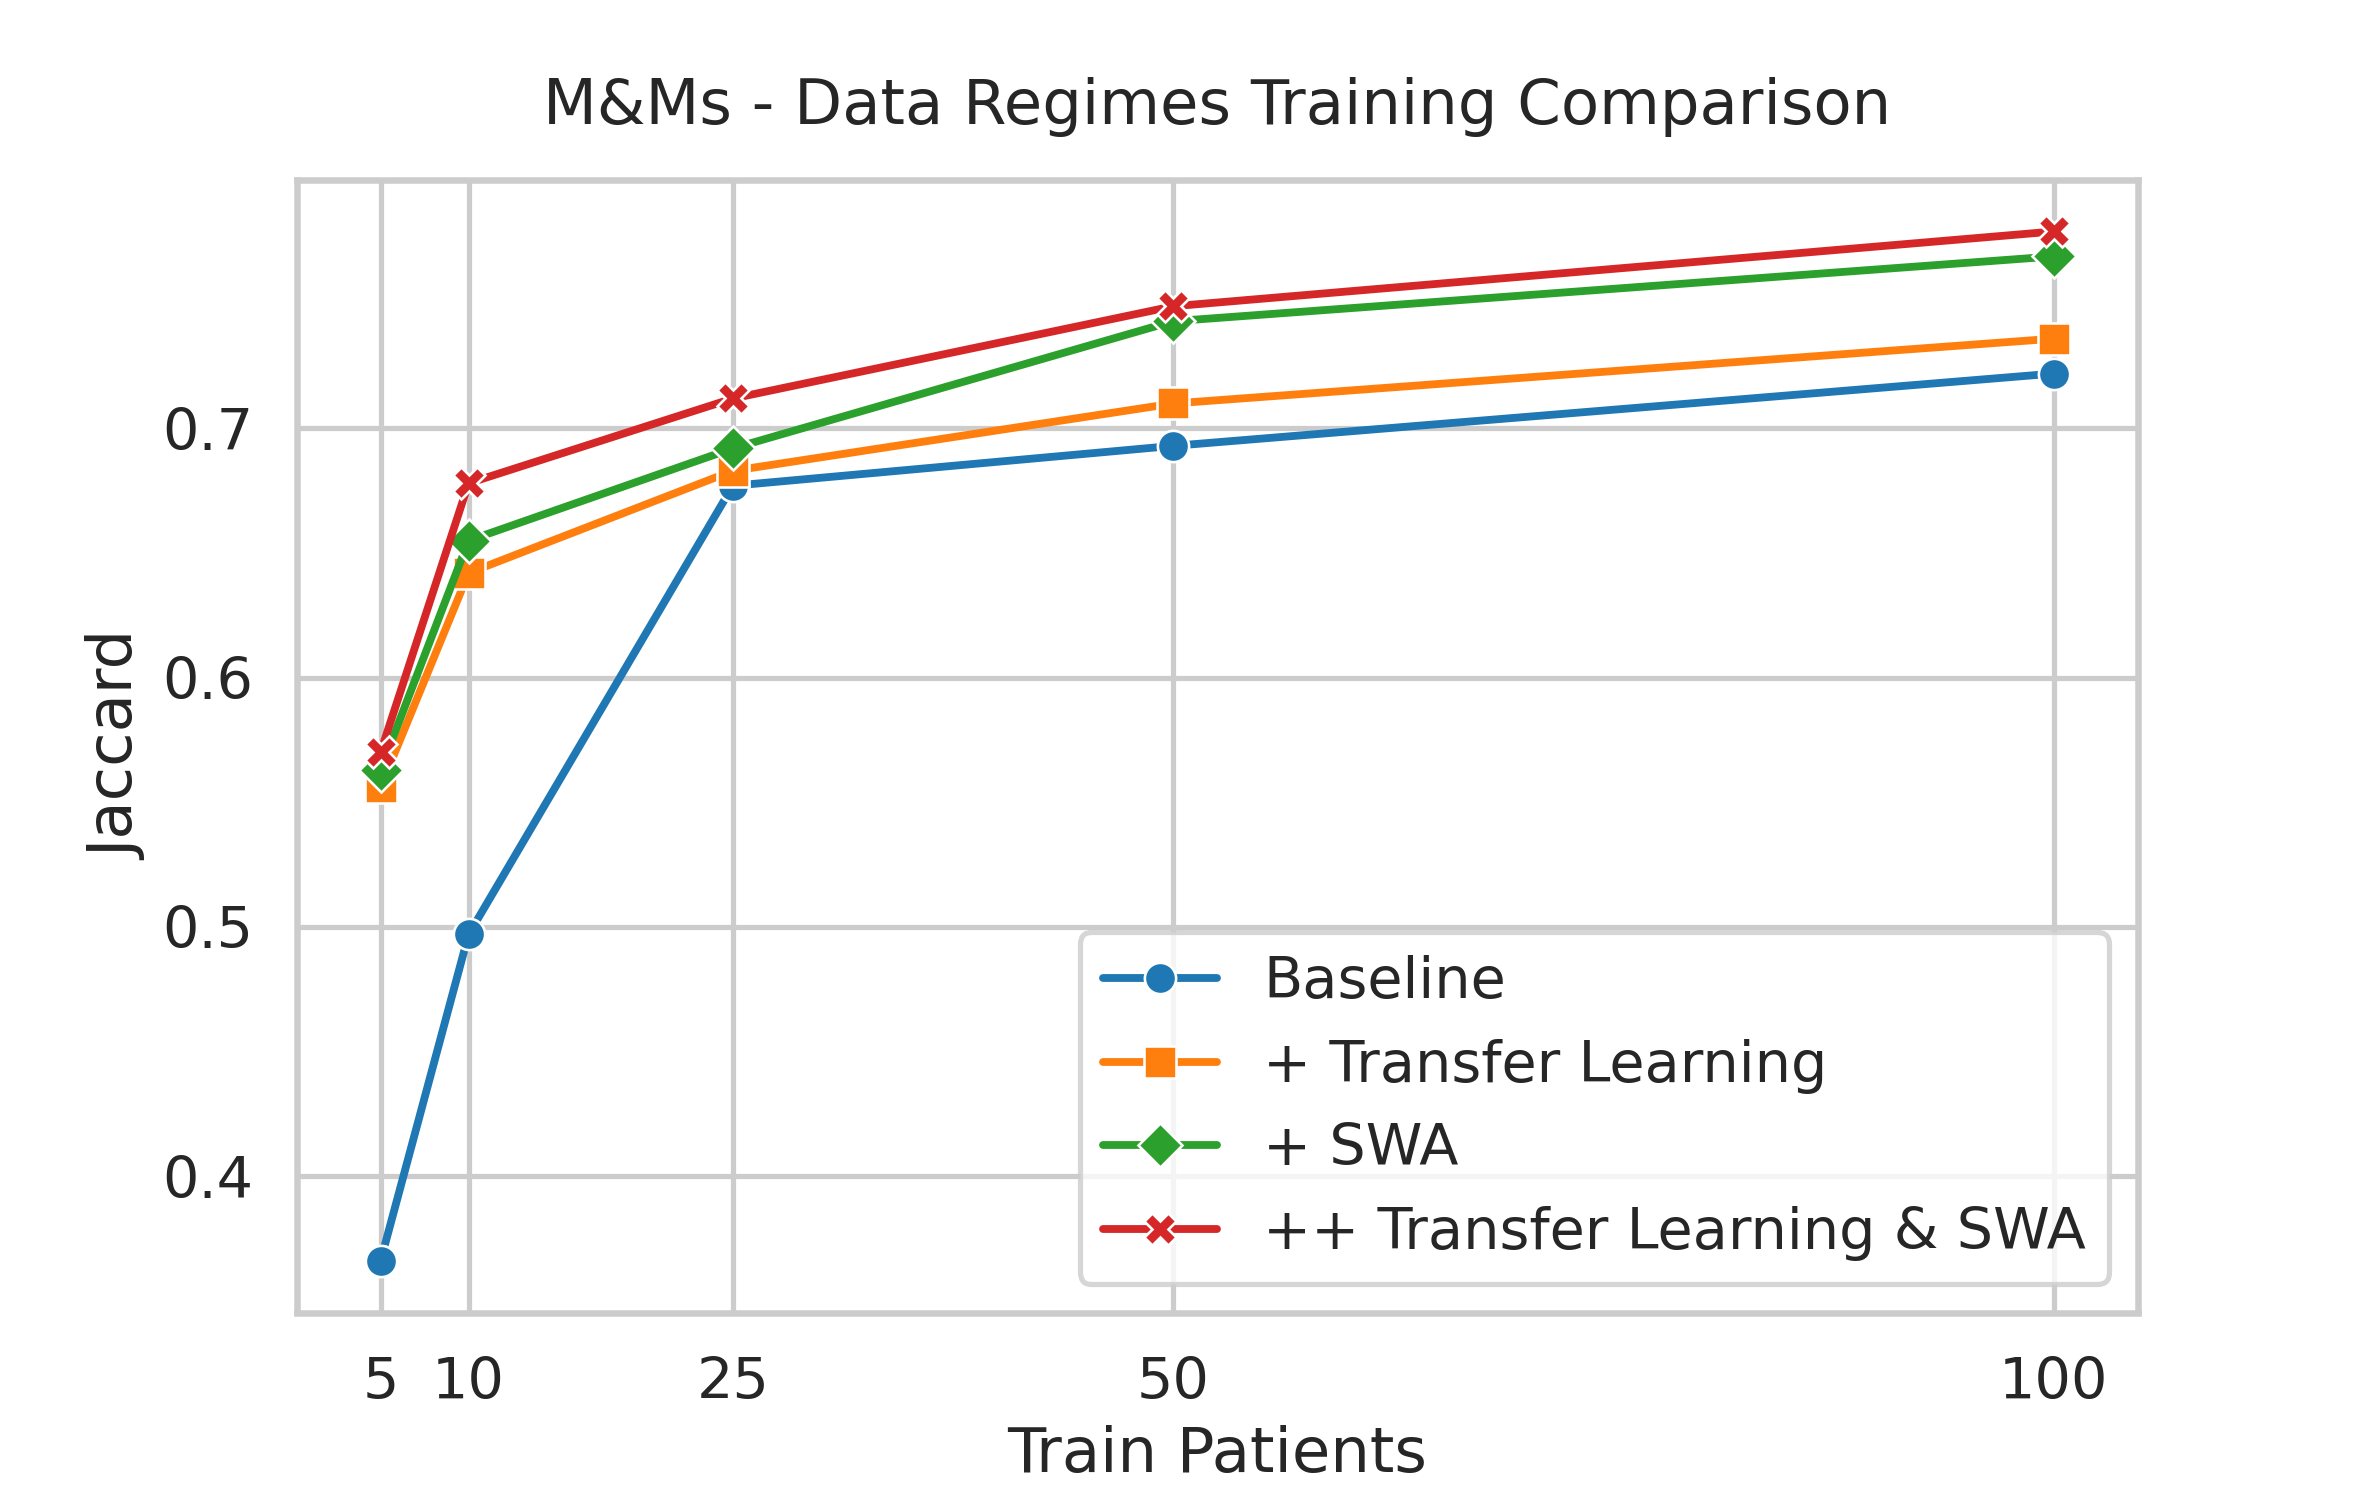 M&Ms - Data Regimes Training Comparison
0.7
0.6
0.5
0.4
Jaccard
Baseline
+ Transfer Learning
+ SWA
++ Transfer Learning & SWA
5 10 25 50 100
Train Patients